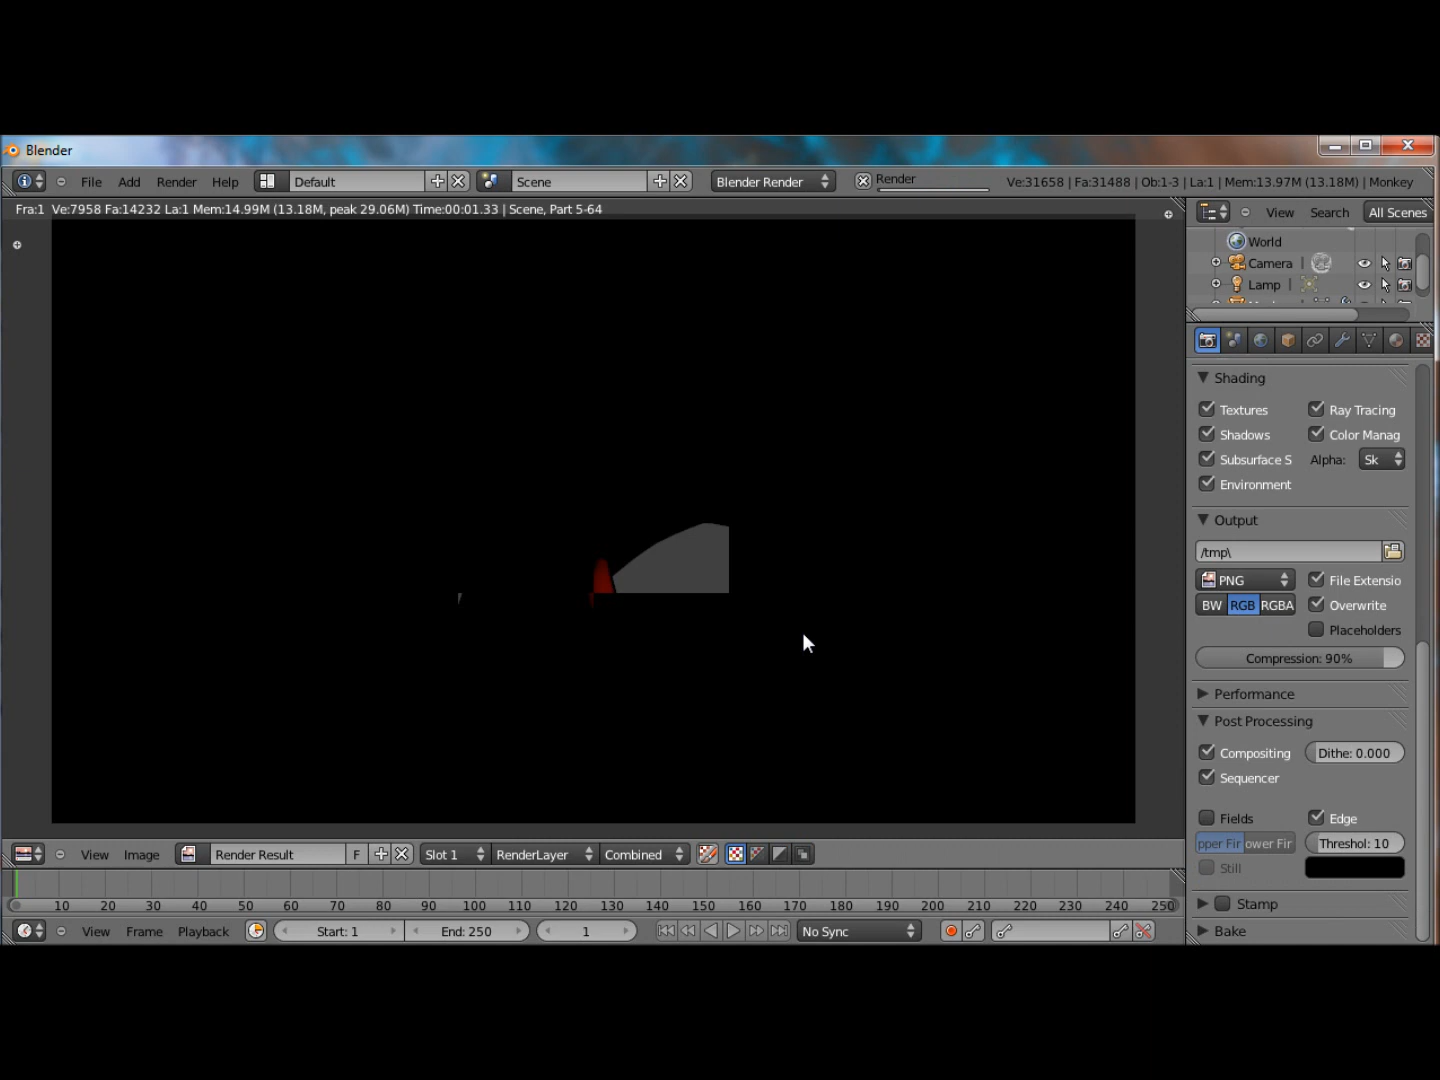 Blender
File Add Render Help Default Scene Blender Render Render Ve:31658 | Fa:31488 | Ob:1-3 | La:1 | Mem:13.97M (13.18M) | Monkey
Fra:1 Ve:7958 Fa:14232 La:1 Mem:14.99M (13.18M, peak 29.06M) Time:00:01.33 | Scene, Part 5-64
View Search All Scenes
World
Camera
Lamp
Shading
Textures Ray Tracing
Shadows Color Manag
Subsurface S Alpha: Sk
Environment
Output
/tmp\
PNG File Extensio
BW RGB RGBA Overwrite
Placeholders
Compression: 90%
Performance
Post Processing
Compositing Dithe: 0.000
Sequencer
Fields Edge
pper Fir ower Fir Threshol: 10
Still
Stamp
Bake
View Image Render Result F Slot 1 RenderLayer Combined
10 20 30 40 50 60 70 80 90 100 110 120 130 140 150 160 170 180 190 200 210 220 230 240 250
View Frame Playback Start: 1 End: 250 1 No Sync